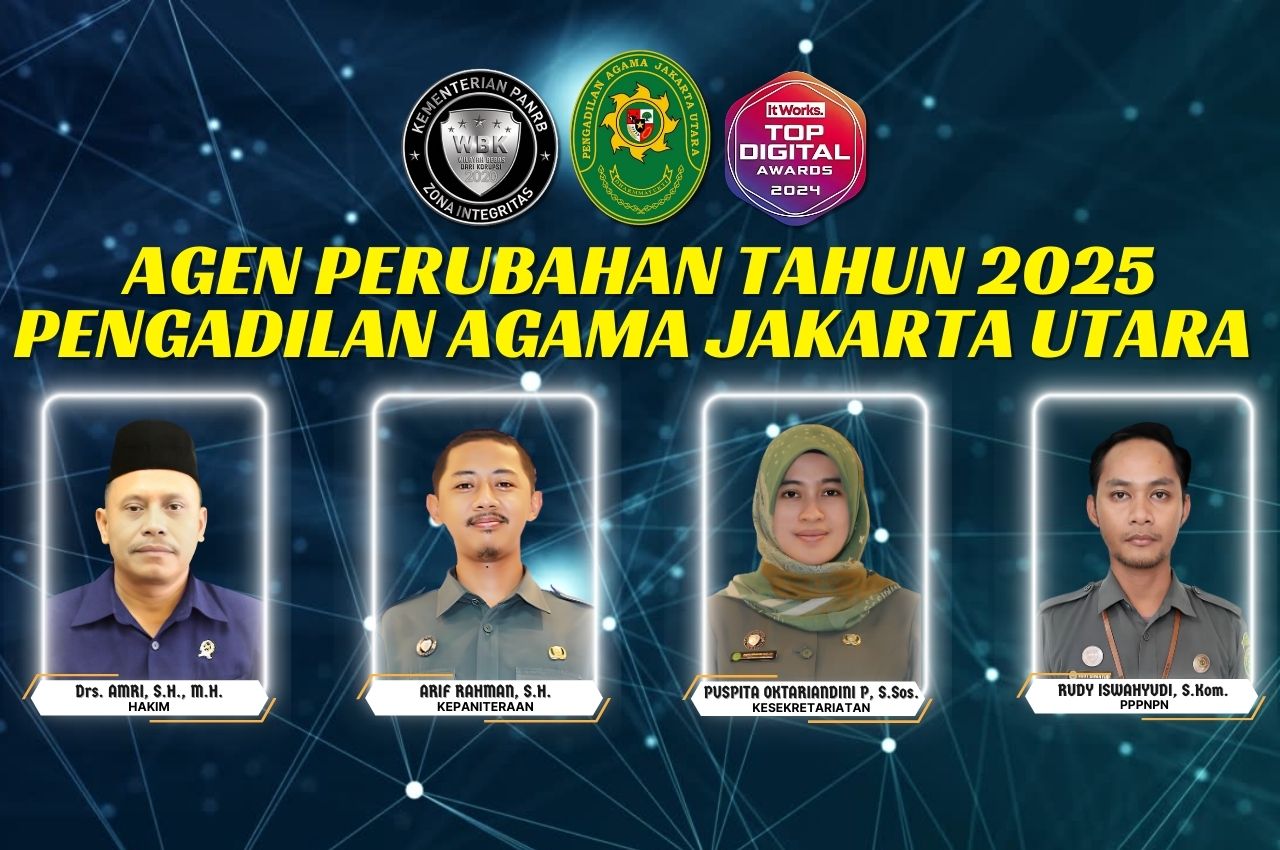 KEMENTERIAN PANRB
WBK
WILAYAH BEBAS
DARI KORUPSI
2020
ZONA INTEGRITAS
PENGADILAN AGAMA JAKARTA UTARA
DHARMMAYUKTI
It Works.
TOP
DIGITAL
AWARDS
2024
AGEN PERUBAHAN TAHUN 2025
PENGADILAN AGAMA JAKARTA UTARA
Drs. AMRI, S.H., M.H.
HAKIM
ARIF RAHMAN, S.H.
KEPANITERAAN
PUSPITA OKTARIANDINI P, S.Sos.
KESEKRETARIATAN
RUDY ISWAHYUDI, S.Kom.
PPPNPN